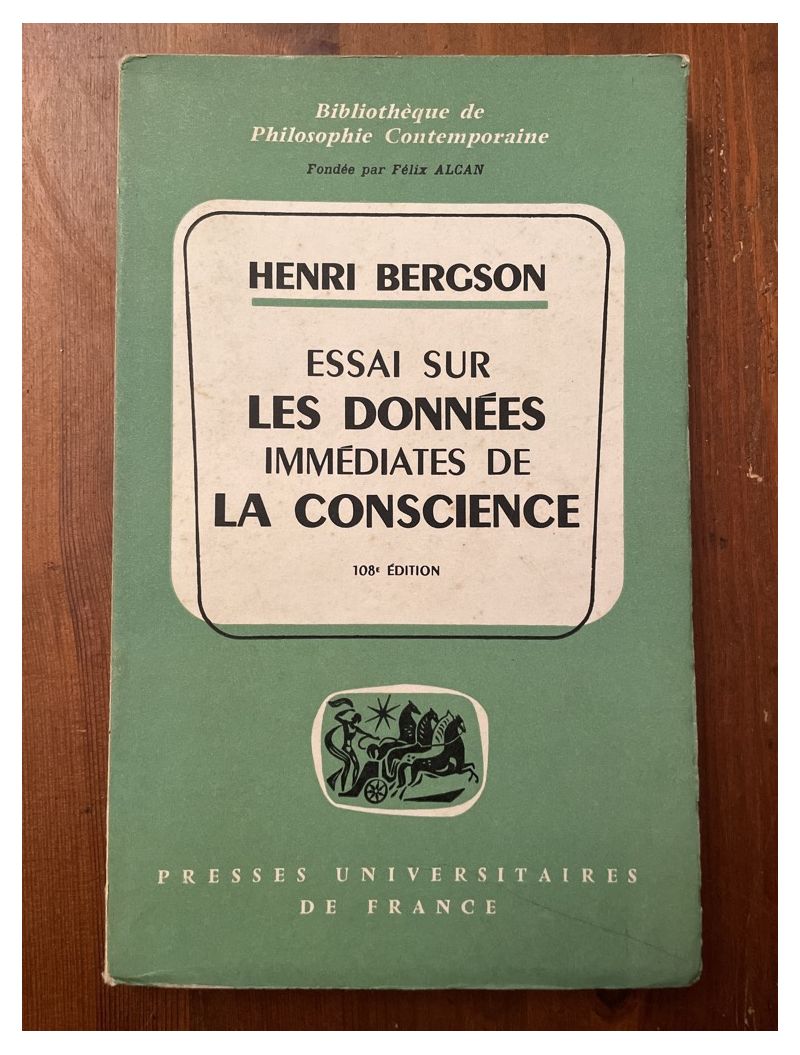 Bibliothèque de
Philosophie Contemporaine
Fondée par Félix ALCAN
HENRI BERGSON
ESSAI SUR
LES DONNÉES
IMMÉDIATES DE
LA CONSCIENCE
108e ÉDITION
PRESSES UNIVERSITAIRES
DE FRANCE